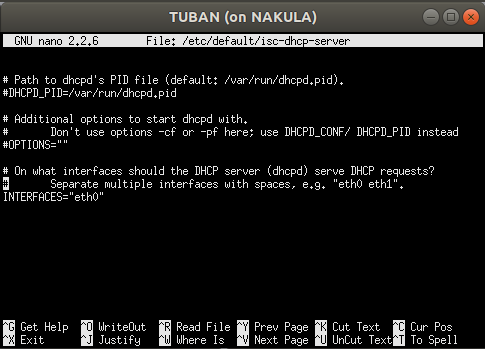 TUBAN (on NAKULA)
GNU nano 2.2.6 File: /etc/default/isc-dhcp-server
# Path to dhcpd's PID file (default: /var/run/dhcpd.pid).
#DHCPD_PID=/var/run/dhcpd.pid
# Additional options to start dhcpd with.
# Don't use options -cf or -pf here; use DHCPD_CONF/ DHCPD_PID instead
#OPTIONS=""
# On what interfaces should the DHCP server (dhcpd) serve DHCP requests?
# Separate multiple interfaces with spaces, e.g. "eth0 eth1".
INTERFACES="eth0"
^G Get Help ^O WriteOut ^R Read File ^Y Prev Page ^K Cut Text ^C Cur Pos
^X Exit ^J Justify ^W Where Is ^V Next Page ^U UnCut Text ^T To Spell